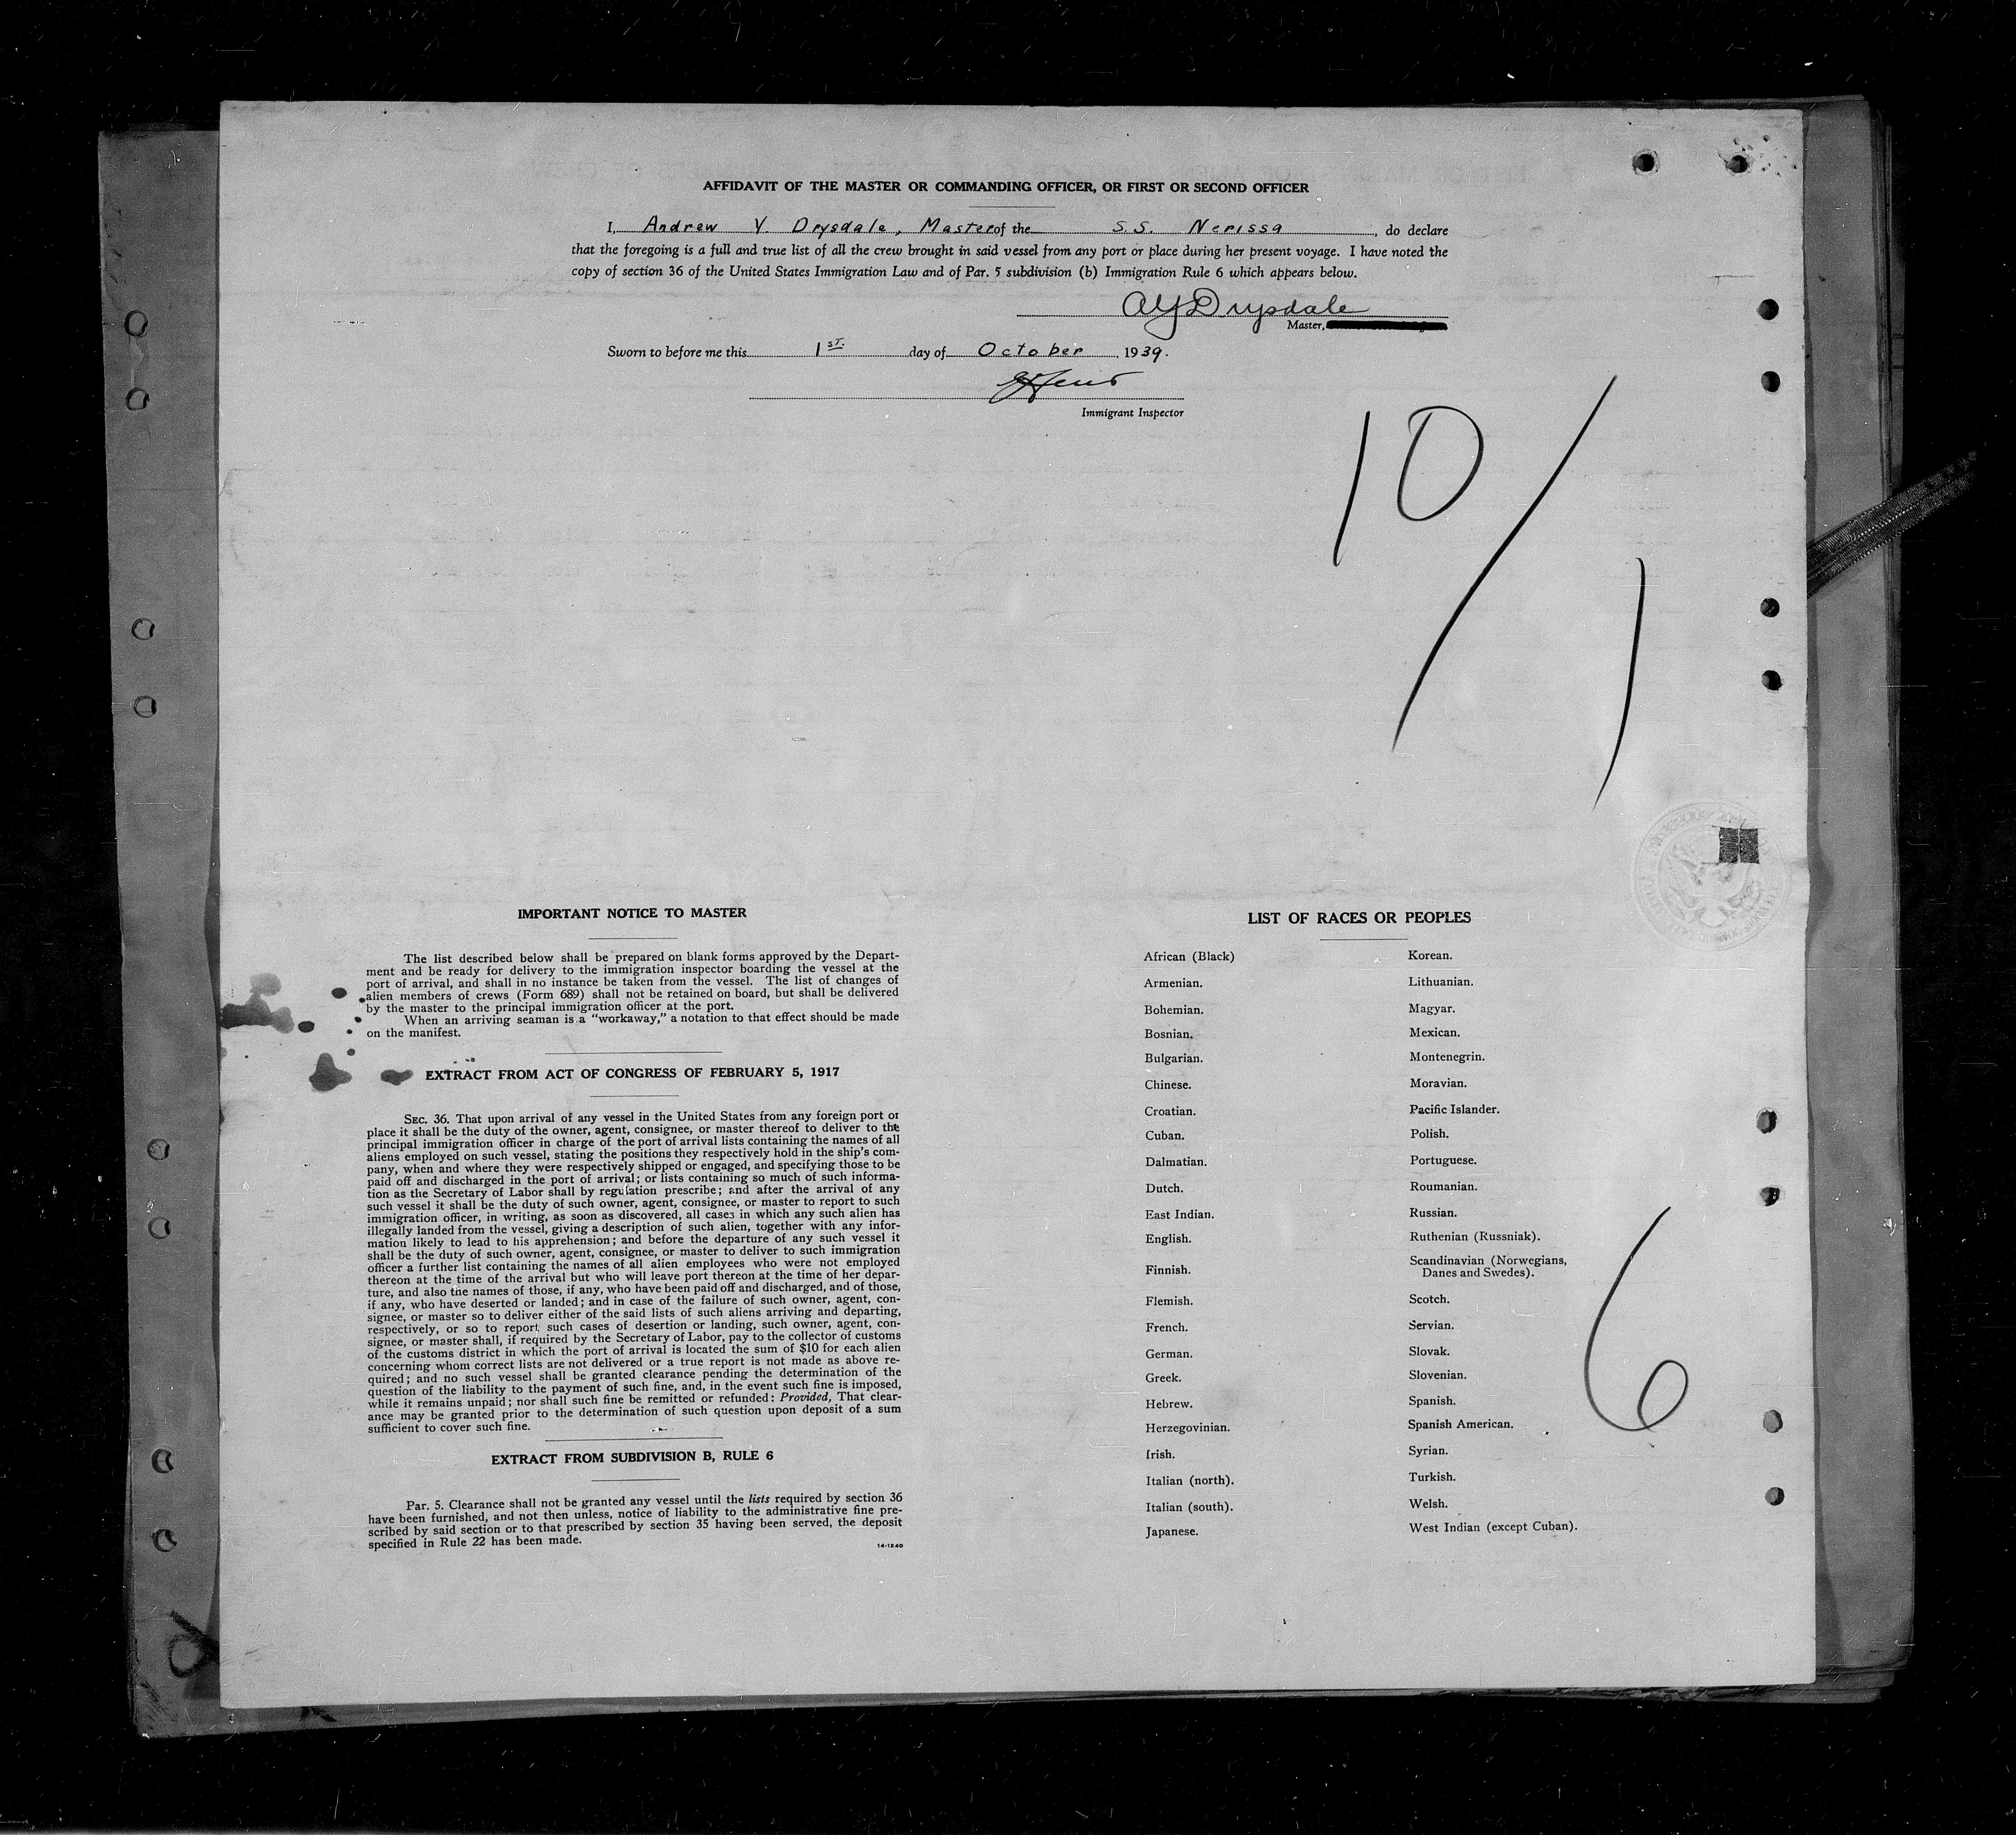 AFFIDAVIT OF THE MASTER OR COMMANDING OFFICER, OR FIRST OR SECOND OFFICER
I, Andrew Y. Drysdale, Master of the S.S. Nerissa, do declare
that the foregoing is a full and true list of all the crew brought in said vessel from any port or place during her present voyage. I have noted the
copy of section 36 of the United States Immigration Law and of Par. 5 subdivision (b) Immigration Rule 6 which appears below.
AYDrysdale
Master,
Sworn to before me this 1ST. day of October, 1939.
Immigrant Inspector
10/1
IMPORTANT NOTICE TO MASTER
The list described below shall be prepared on blank forms approved by the Depart-
ment and be ready for delivery to the immigration inspector boarding the vessel at the
port of arrival, and shall in no instance be taken from the vessel. The list of changes of
alien members of crews (Form 689) shall not be retained on board, but shall be delivered
by the master to the principal immigration officer at the port.
When an arriving seaman is a "workaway," a notation to that effect should be made
on the manifest.
EXTRACT FROM ACT OF CONGRESS OF FEBRUARY 5, 1917
SEC. 36. That upon arrival of any vessel in the United States from any foreign port or
place it shall be the duty of the owner, agent, consignee, or master thereof to deliver to the
principal immigration officer in charge of the port of arrival lists containing the names of all
aliens employed on such vessel, stating the positions they respectively hold in the ship's com-
pany, when and where they were respectively shipped or engaged, and specifying those to be
paid off and discharged in the port of arrival; or lists containing so much of such informa-
tion as the Secretary of Labor shall by regulation prescribe; and after the arrival of any
such vessel it shall be the duty of such owner, agent, consignee, or master to report to such
immigration officer, in writing, as soon as discovered, all cases in which any such alien has
illegally landed from the vessel, giving a description of such alien, together with any infor-
mation likely to lead to his apprehension; and before the departure of any such vessel it
shall be the duty of such owner, agent, consignee, or master to deliver to such immigration
officer a further list containing the names of all alien employees who were not employed
thereon at the time of the arrival but who will leave port thereon at the time of her depar-
ture, and also the names of those, if any, who have been paid off and discharged, and of those,
if any, who have deserted or landed; and in case of the failure of such owner, agent, con-
signee, or master so to deliver either of the said lists of such aliens arriving and departing,
respectively, or so to report such cases of desertion or landing, such owner, agent, con-
signee, or master shall, if required by the Secretary of Labor, pay to the collector of customs
of the customs district in which the port of arrival is located the sum of $10 for each alien
concerning whom correct lists are not delivered or a true report is not made as above re-
quired; and no such vessel shall be granted clearance pending the determination of the
question of the liability to the payment of such fine, and, in the event such fine is imposed,
while it remains unpaid; nor shall such fine be remitted or refunded: Provided, That clear-
ance may be granted prior to the determination of such question upon deposit of a sum
sufficient to cover such fine.
EXTRACT FROM SUBDIVISION B, RULE 6
Par. 5. Clearance shall not be granted any vessel until the lists required by section 36
have been furnished, and not then unless, notice of liability to the administrative fine pre-
scribed by said section or to that prescribed by section 35 having been served, the deposit
specified in Rule 22 has been made.
14-1240
LIST OF RACES OR PEOPLES
African (Black)
Armenian.
Bohemian.
Bosnian.
Bulgarian.
Chinese.
Croatian.
Cuban.
Dalmatian.
Dutch.
East Indian.
English.
Finnish.
Flemish.
French.
German.
Greek.
Hebrew.
Herzegovinian.
Irish.
Italian (north).
Italian (south).
Japanese.
Korean.
Lithuanian.
Magyar.
Mexican.
Montenegrin.
Moravian.
Pacific Islander.
Polish.
Portuguese.
Roumanian.
Russian.
Ruthenian (Russniak).
Scandinavian (Norwegians,
Danes and Swedes).
Scotch.
Servian.
Slovak.
Slovenian.
Spanish.
Spanish American.
Syrian.
Turkish.
Welsh.
West Indian (except Cuban).
6